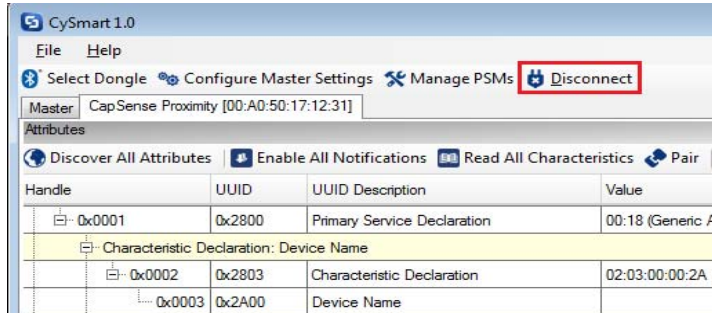 CySmart 1.0
File Help
Select Dongle Configure Master Settings Manage PSMs Disconnect
Master CapSense Proximity [00:A0:50:17:12:31]
Attributes
Discover All Attributes Enable All Notifications Read All Characteristics Pair
Handle UUID UUID Description Value
0x0001 0x2800 Primary Service Declaration 00:18 (Generic A
Characteristic Declaration: Device Name
0x0002 0x2803 Characteristic Declaration 02:03:00:00:2A
0x0003 0x2A00 Device Name